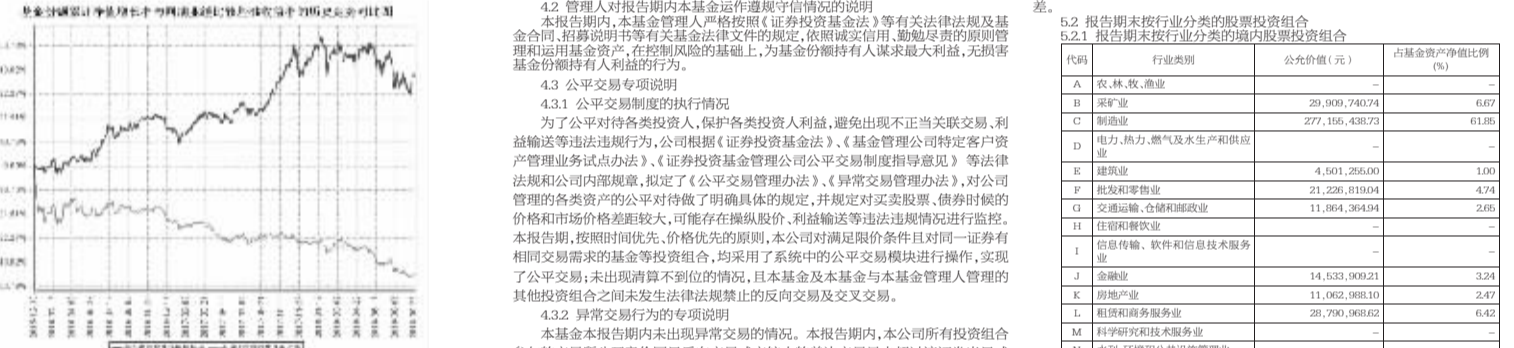 4.2 管理人对报告期内本基金运作遵规守信情况的说明
本报告期内,本基金管理人严格按照《证券投资基金法》等有关法律法规及基
金合同、招募说明书等有关基金法律文件的规定,依照诚实信用、勤勉尽责的原则管
理和运用基金资产,在控制风险的基础上,为基金份额持有人谋求最大利益,无损害
基金份额持有人利益的行为。
4.3 公平交易专项说明
4.3.1 公平交易制度的执行情况
为了公平对待各类投资人,保护各类投资人利益,避免出现不正当关联交易、利
益输送等违法违规行为,公司根据《证券投资基金法》、《基金管理公司特定客户资
产管理业务试点办法》、《证券投资基金管理公司公平交易制度指导意见》等法律
法规和公司内部规章,拟定了《公平交易管理办法》、《异常交易管理办法》,对公司
管理的各类资产的公平对待做了明确具体的规定,并规定对买卖股票、债券时候的
价格和市场价格差距较大,可能存在操纵股价、利益输送等违法违规情况进行监控。
本报告期,按照时间优先、价格优先的原则,本公司对满足限价条件且对同一证券有
相同交易需求的基金等投资组合,均采用了系统中的公平交易模块进行操作,实现
了公平交易;未出现清算不到位的情况,且本基金及本基金与本基金管理人管理的
其他投资组合之间未发生法律法规禁止的反向交易及交叉交易。
4.3.2 异常交易行为的专项说明
本基金本报告期内未出现异常交易的情况。本报告期内,本公司所有投资组合
差。
5.2 报告期末按行业分类的股票投资组合
5.2.1 报告期末按行业分类的境内股票投资组合
代码 行业类别 公允价值(元) 占基金资产净值比例(%)
A 农、林、牧、渔业 – –
B 采矿业 29,909,740.74 6.67
C 制造业 277,155,438.73 61.85
D 电力、热力、燃气及水生产和供应业 – –
E 建筑业 4,501,255.00 1.00
F 批发和零售业 21,226,819.04 4.74
G 交通运输、仓储和邮政业 11,864,364.94 2.65
H 住宿和餐饮业 – –
I 信息传输、软件和信息技术服务业 – –
J 金融业 14,533,909.21 3.24
K 房地产业 11,062,988.10 2.47
L 租赁和商务服务业 28,790,968.62 6.42
M 科学研究和技术服务业 – –